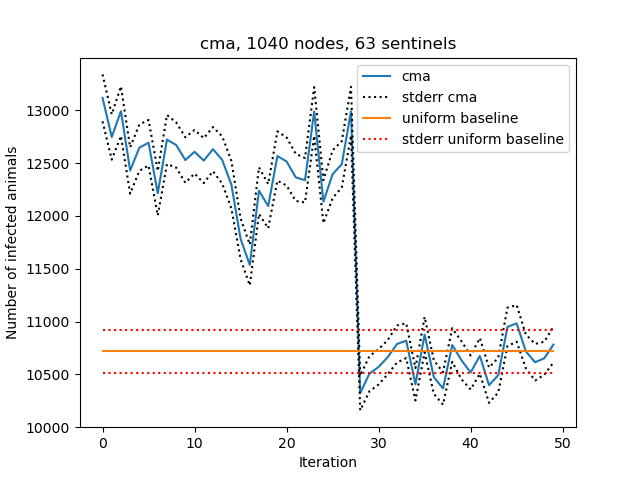 cma, 1040 nodes, 63 sentinels
cma
stderr cma
uniform baseline
stderr uniform baseline
Number of infected animals
13000
12500
12000
11500
11000
10500
10000
0 10 20 30 40 50
Iteration